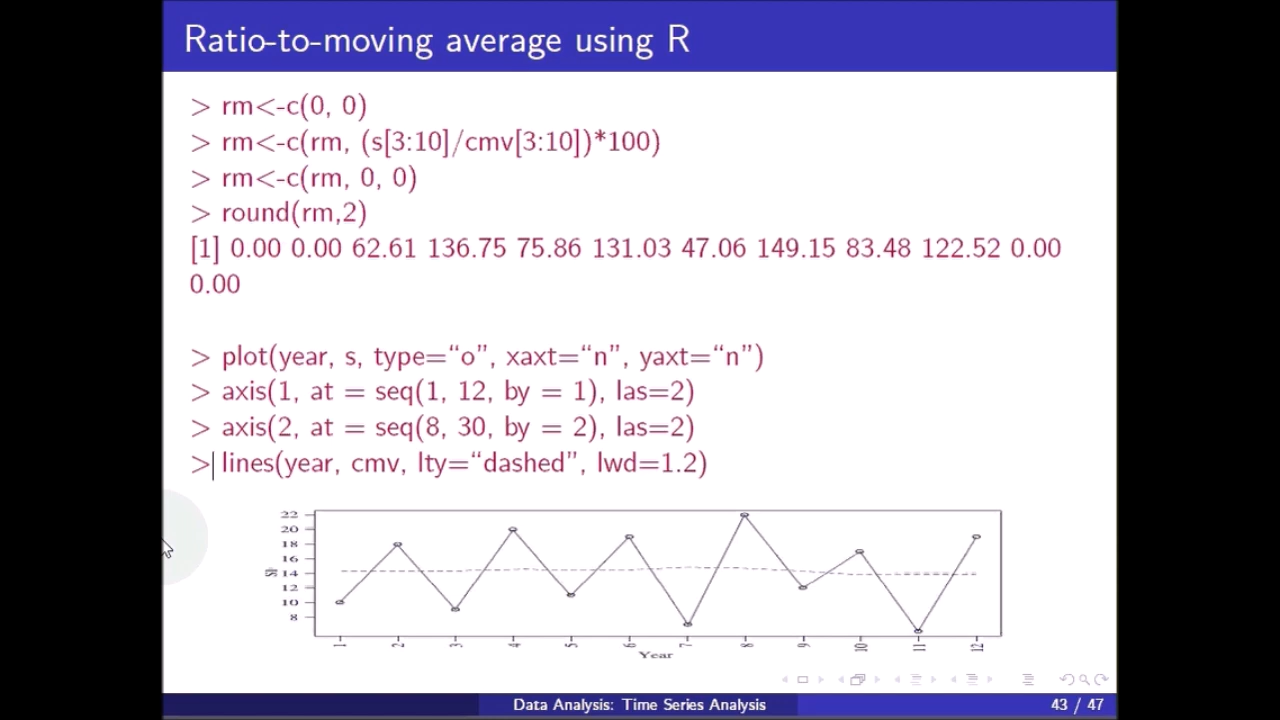 Ratio-to-moving average using R
> rm<-c(0, 0)
> rm<-c(rm, (s[3:10]/cmv[3:10])*100)
> rm<-c(rm, 0, 0)
> round(rm,2)
[1] 0.00 0.00 62.61 136.75 75.86 131.03 47.06 149.15 83.48 122.52 0.00
0.00
> plot(year, s, type=“o”, xaxt=“n”, yaxt=“n”)
> axis(1, at = seq(1, 12, by = 1), las=2)
> axis(2, at = seq(8, 30, by = 2), las=2)
> lines(year, cmv, lty=“dashed”, lwd=1.2)
22
20
18
16
14
12
10
8
1 2 3 4 5 6 7 8 9 10 11 12
Year
Data Analysis: Time Series Analysis
43 / 47